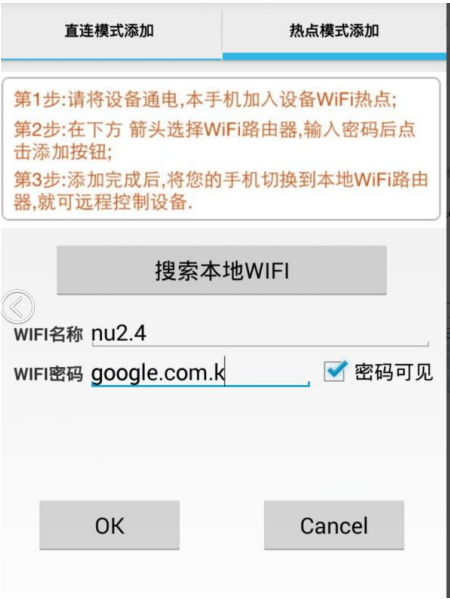 直连模式添加
热点模式添加
第1步:请将设备通电,本手机加入设备WiFi热点;
第2步:在下方 箭头选择WiFi路由器,输入密码后点
击添加按钮;
第3步:添加完成后,将您的手机切换到本地WiFi路由
器,就可远程控制设备.
搜索本地WIFI
WIFI名称 nu2.4
WIFI密码 google.com.k 密码可见
OK
Cancel